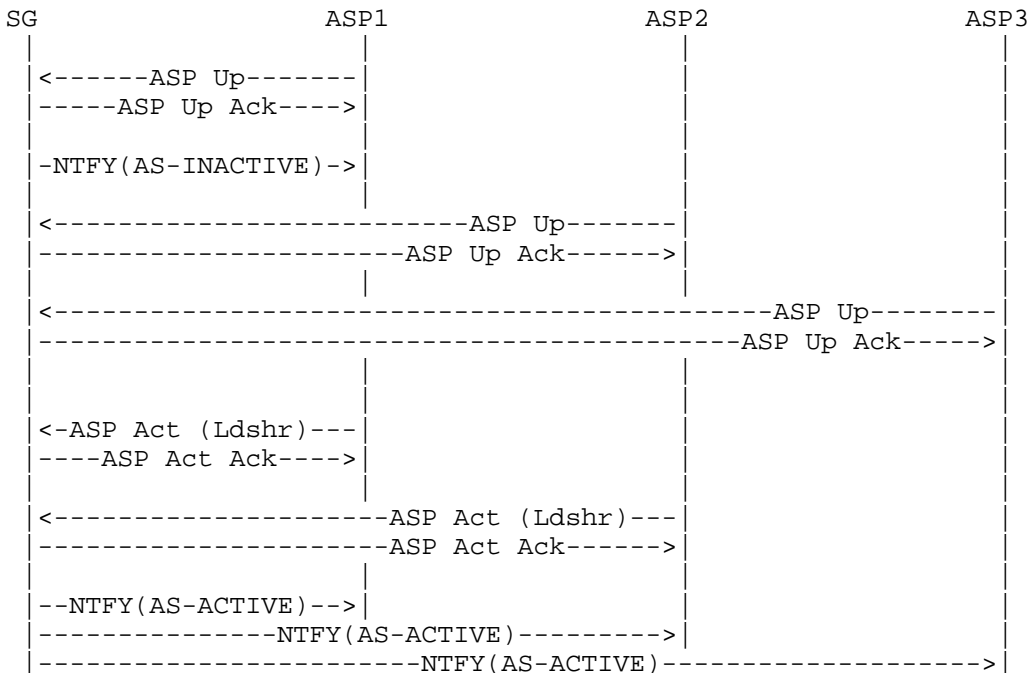 SG ASP1 ASP2 ASP3
<------ASP Up-------
-----ASP Up Ack---->
-NTFY(AS-INACTIVE)->
<-------------------------ASP Up-------
----------------------ASP Up Ack------>
<-------------------------------------------ASP Up--------
------------------------------------------ASP Up Ack----->
<-ASP Act (Ldshr)---
----ASP Act Ack---->
<--------------------ASP Act (Ldshr)---
---------------------ASP Act Ack------>
--NTFY(AS-ACTIVE)-->
---------------NTFY(AS-ACTIVE)--------->
-----------------------NTFY(AS-ACTIVE)------------------->